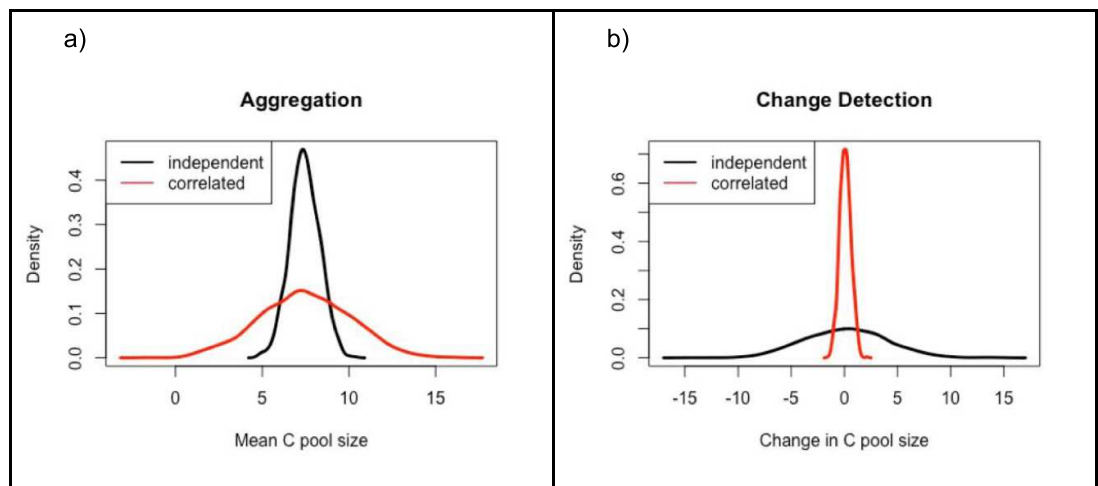 a)
Aggregation
independent
correlated
Density
0.0 0.1 0.2 0.3 0.4
0 5 10 15
Mean C pool size
b)
Change Detection
independent
correlated
Density
0.0 0.2 0.4 0.6
-15 -10 -5 0 5 10 15
Change in C pool size